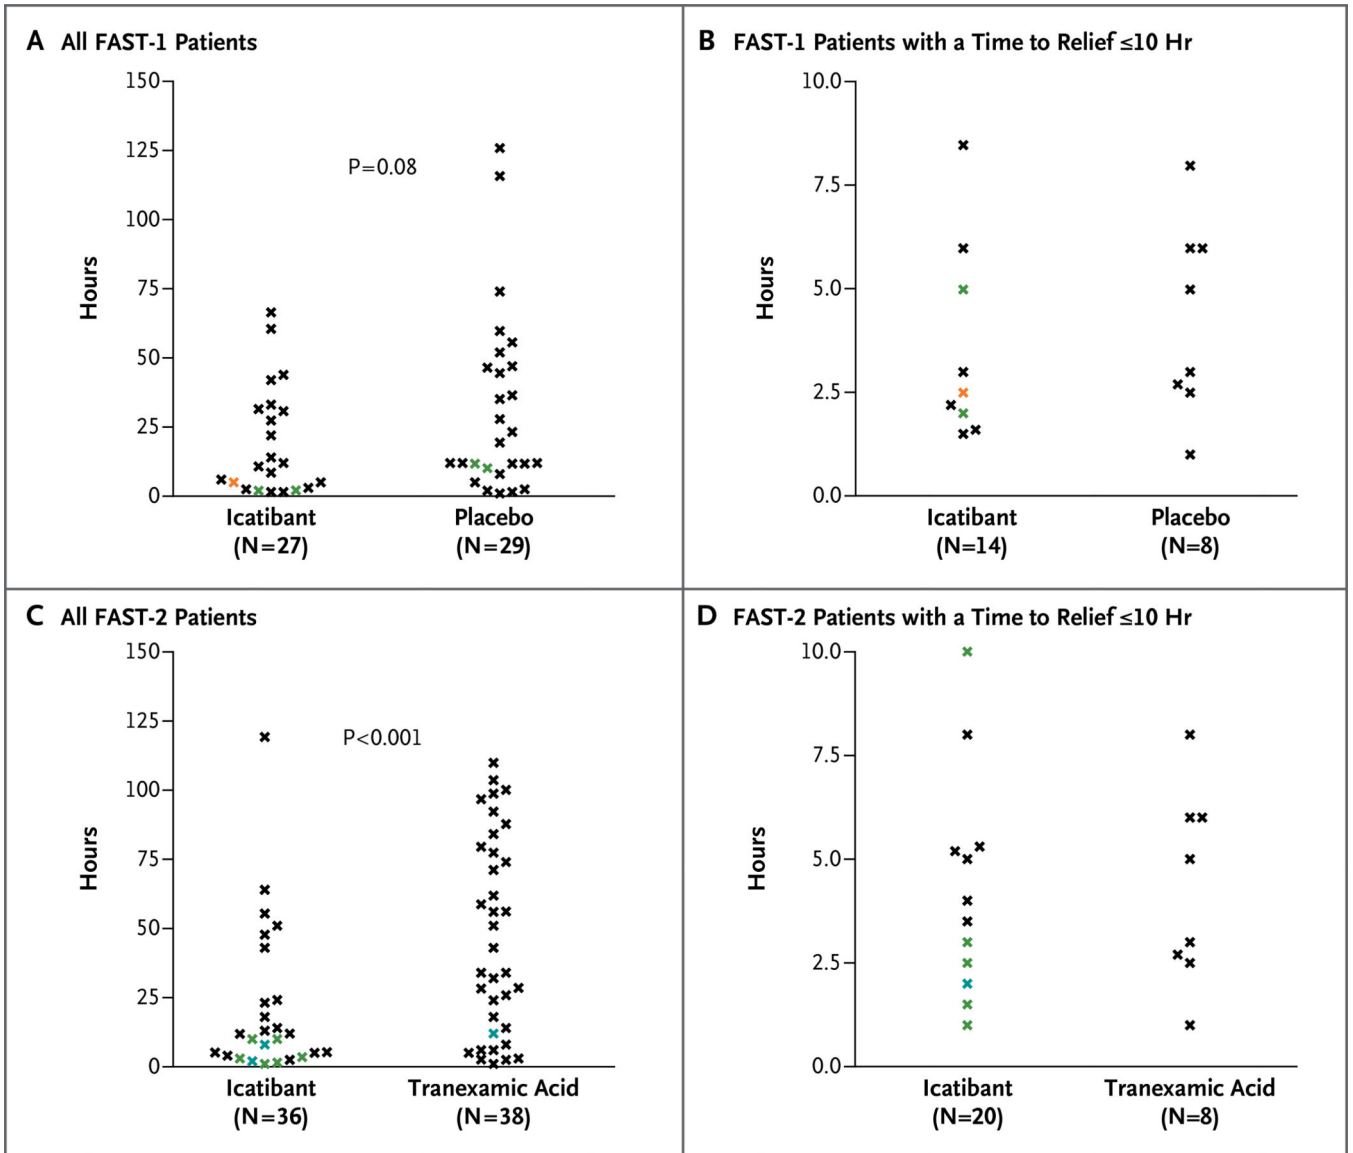 A All FAST-1 Patients
150
125
100
75
50
25
0
Hours
P=0.08
Icatibant
(N=27)
Placebo
(N=29)
B FAST-1 Patients with a Time to Relief ≤10 Hr
10.0
7.5
5.0
2.5
0.0
Hours
Icatibant
(N=14)
Placebo
(N=8)
C All FAST-2 Patients
150
125
100
75
50
25
0
Hours
P<0.001
Icatibant
(N=36)
Tranexamic Acid
(N=38)
D FAST-2 Patients with a Time to Relief ≤10 Hr
10.0
7.5
5.0
2.5
0.0
Hours
Icatibant
(N=20)
Tranexamic Acid
(N=8)